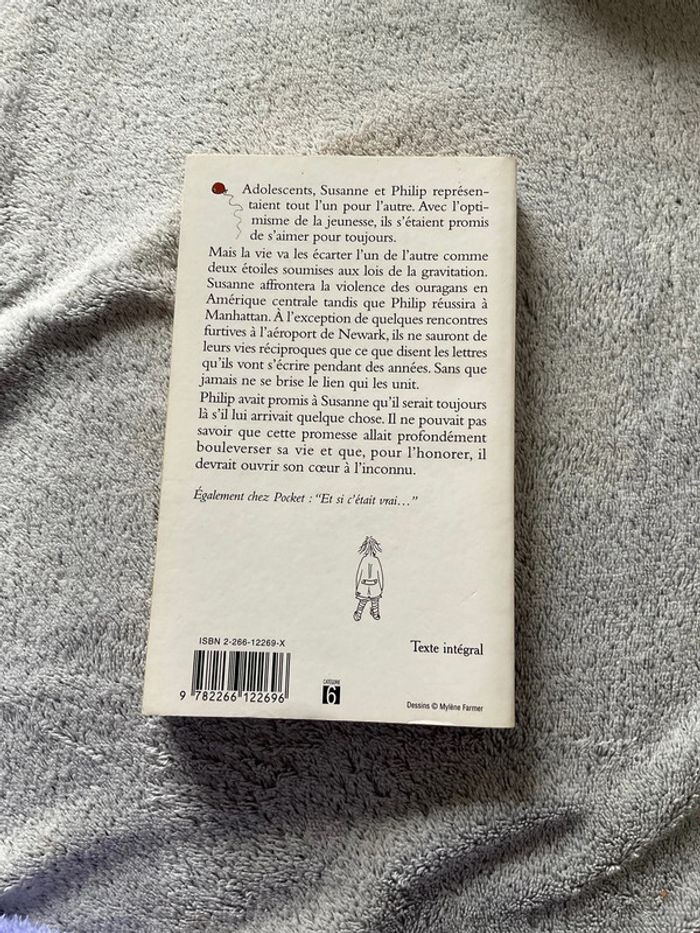 Adolescents, Susanne et Philip représen-
taient tout l'un pour l'autre. Avec l'opti-
misme de la jeunesse, ils s'étaient promis
de s'aimer pour toujours.
Mais la vie va les écarter l'un de l'autre comme
deux étoiles soumises aux lois de la gravitation.
Susanne affrontera la violence des ouragans en
Amérique centrale tandis que Philip réussira à
Manhattan. À l'exception de quelques rencontres
furtives à l'aéroport de Newark, ils ne sauront de
leurs vies réciproques que ce que disent les lettres
qu'ils vont s'écrire pendant des années. Sans que
jamais ne se brise le lien qui les unit.
Philip avait promis à Susanne qu'il serait toujours
là s'il lui arrivait quelque chose. Il ne pouvait pas
savoir que cette promesse allait profondément
bouleverser sa vie et que, pour l'honorer, il
devrait ouvrir son cœur à l'inconnu.
Également chez Pocket : "Et si c'était vrai..."
ISBN 2-266-12269-X
Texte intégral
9 782266 122696
CATÉGORIE
6
Dessins © Mylène Farmer